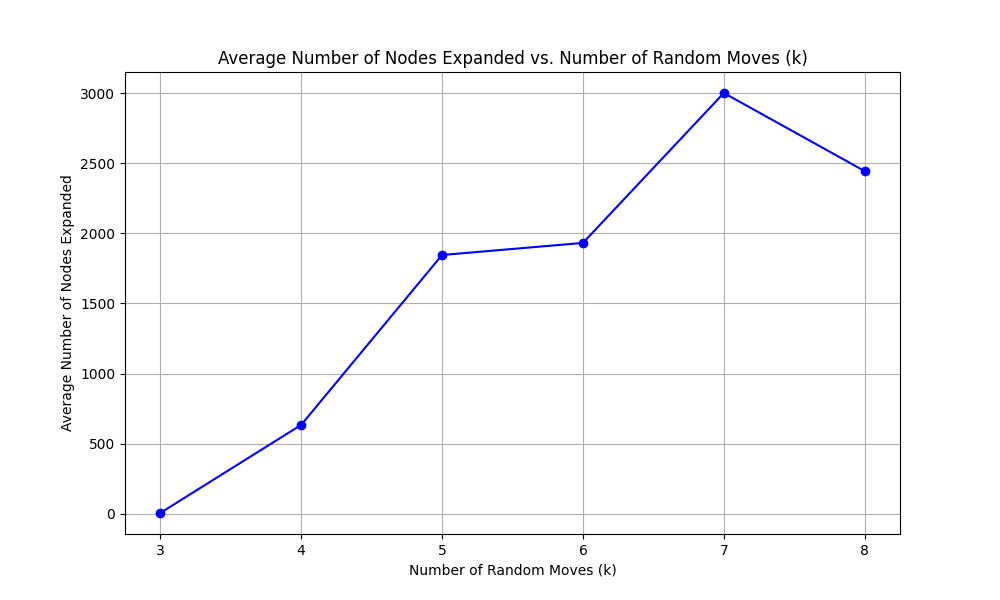 Average Number of Nodes Expanded vs. Number of Random Moves (k)
Average Number of Nodes Expanded
3000
2500
2000
1500
1000
500
0
3 4 5 6 7 8
Number of Random Moves (k)